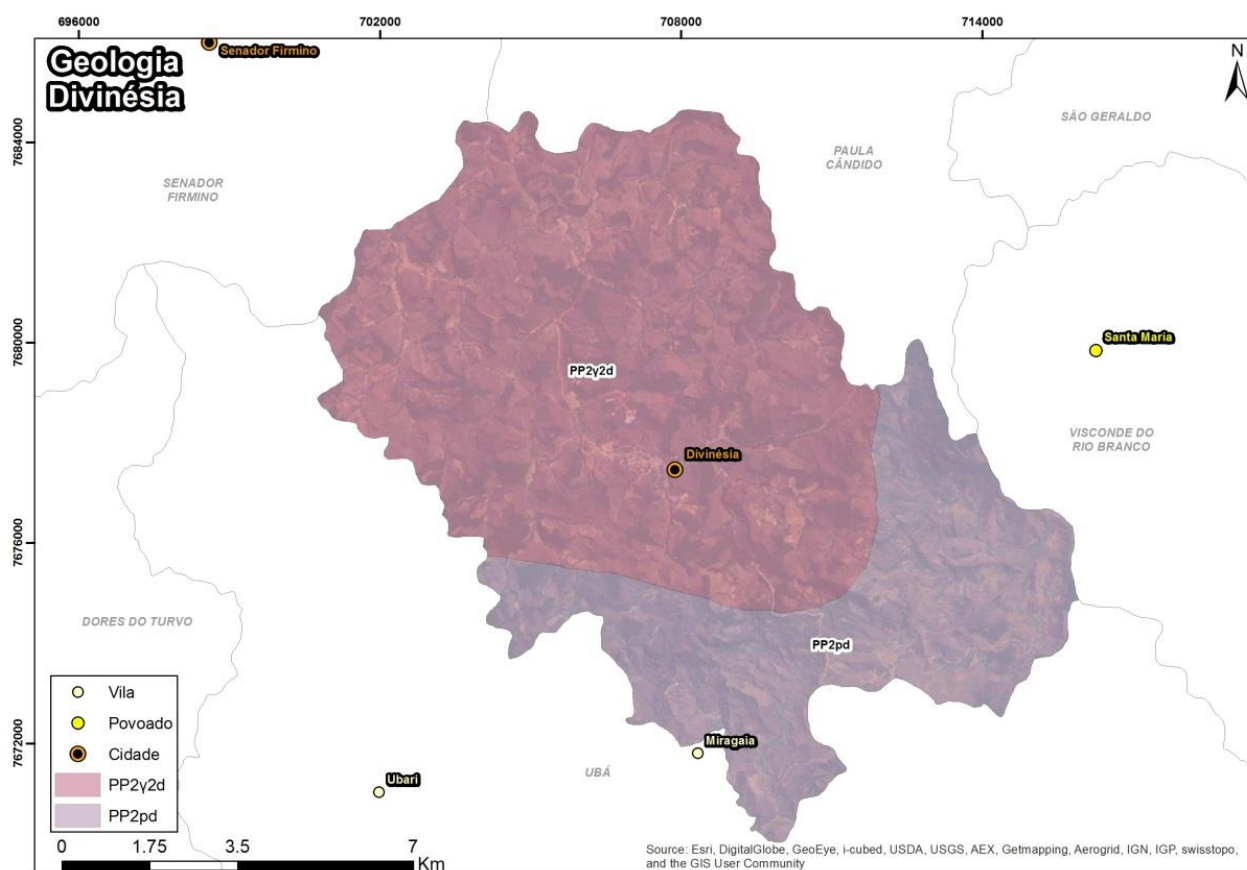 696000
702000
708000
714000
Geologia
Divinésia
Senador Firmino
N
7684000
SÃO GERALDO
PAULA
CÂNDIDO
SENADOR
FIRMINO
7680000
Santa Maria
PP2γ2d
VISCONDE DO
RIO BRANCO
Divinésia
7676000
DORES DO TURVO
PP2pd
7672000
Miragaia
UBÁ
Ubari
Vila
Povoado
Cidade
PP2γ2d
PP2pd
0
1.75
3.5
7
Km
Source: Esri, DigitalGlobe, GeoEye, i-cubed, USDA, USGS, AEX, Getmapping, Aerogrid, IGN, IGP, swisstopo,
and the GIS User Community